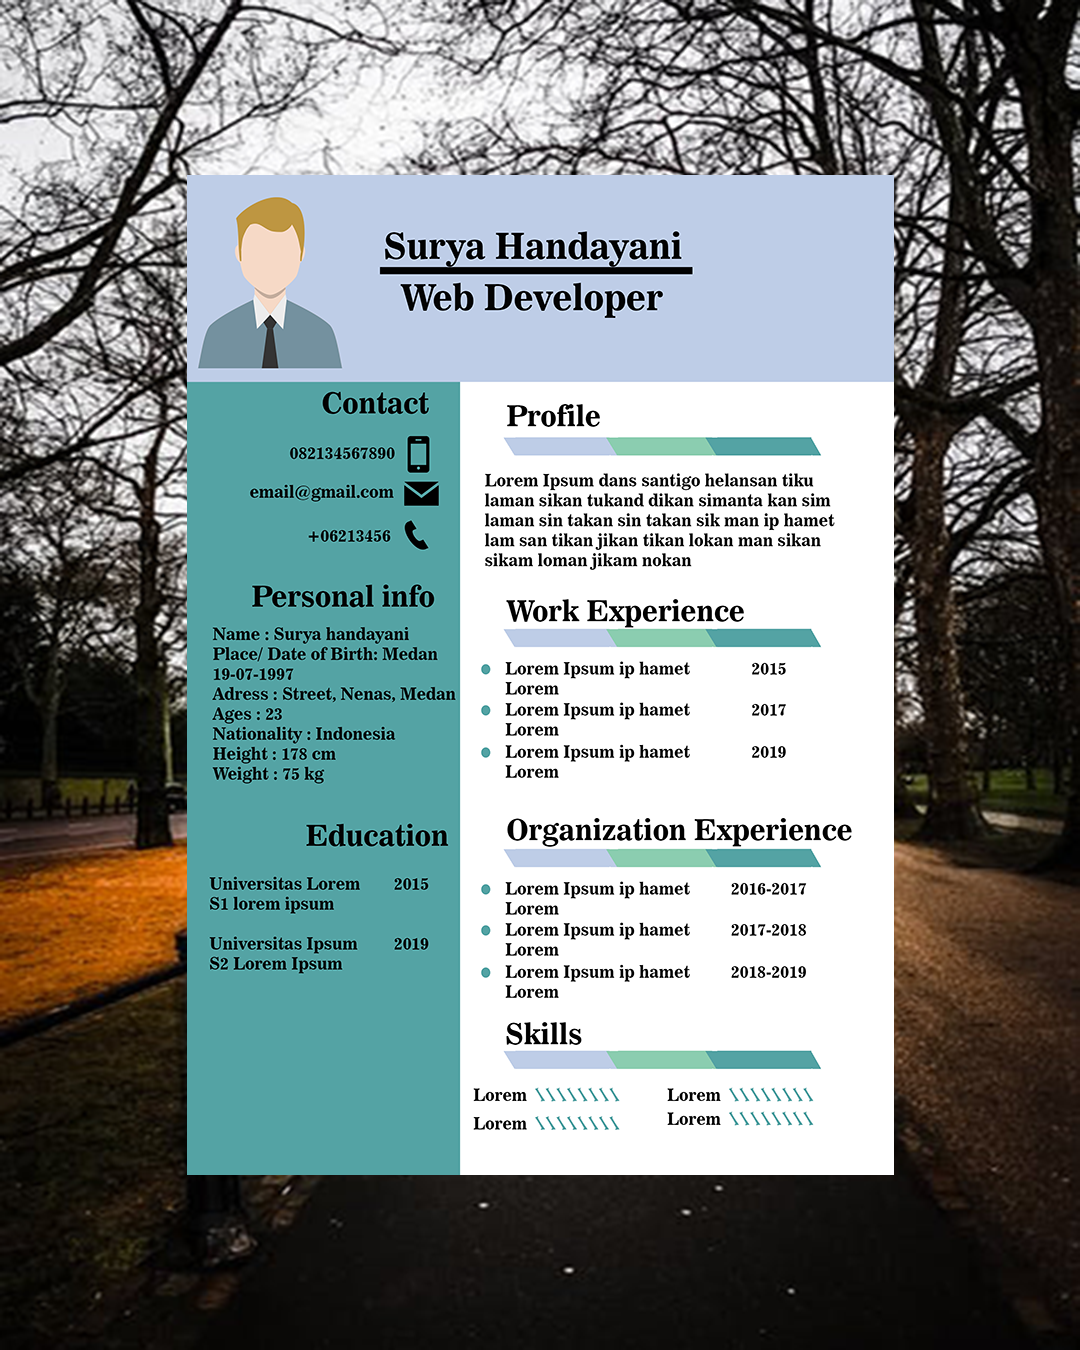 Surya Handayani
Web Developer
Contact
082134567890
email@gmail.com
+06213456
Personal info
Name : Surya handayani
Place/ Date of Birth: Medan
19-07-1997
Adress : Street, Nenas, Medan
Ages : 23
Nationality : Indonesia
Height : 178 cm
Weight : 75 kg
Education
Universitas Lorem 2015
S1 lorem ipsum
Universitas Ipsum 2019
S2 Lorem Ipsum
Profile
Lorem Ipsum dans santigo helansan tiku
laman sikan tukand dikan simanta kan sim
laman sin takan sin takan sik man ip hamet
lam san tikan jikan tikan lokan man sikan
sikam loman jikam nokan
Work Experience
Lorem Ipsum ip hamet 2015
Lorem
Lorem Ipsum ip hamet 2017
Lorem
Lorem Ipsum ip hamet 2019
Lorem
Organization Experience
Lorem Ipsum ip hamet 2016-2017
Lorem
Lorem Ipsum ip hamet 2017-2018
Lorem
Lorem Ipsum ip hamet 2018-2019
Lorem
Skills
Lorem \\\\\\\\ Lorem \\\\\\\\
Lorem \\\\\\\\ Lorem \\\\\\\\